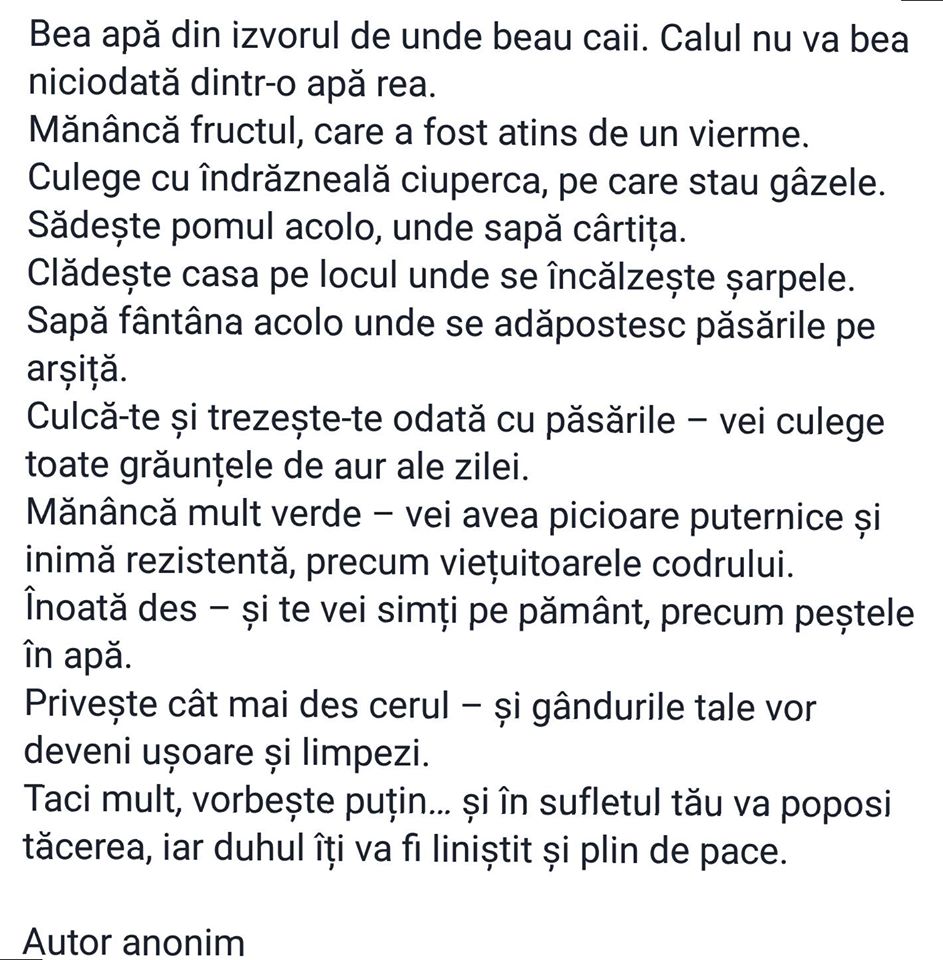 Bea apă din izvorul de unde beau caii. Calul nu va bea
niciodată dintr-o apă rea.
Mănâncă fructul, care a fost atins de un vierme.
Culege cu îndrăzneală ciuperca, pe care stau gâzele.
Sădește pomul acolo, unde sapă cârtița.
Clădește casa pe locul unde se încălzește șarpele.
Sapă fântâna acolo unde se adăpostesc păsările pe
arșiță.
Culcă-te și trezește-te odată cu păsările – vei culege
toate grăunțele de aur ale zilei.
Mănâncă mult verde – vei avea picioare puternice și
inimă rezistentă, precum viețuitoarele codrului.
Înoată des – și te vei simți pe pământ, precum peștele
în apă.
Privește cât mai des cerul – și gândurile tale vor
deveni ușoare și limpezi.
Taci mult, vorbește puțin... și în sufletul tău va poposi
tăcerea, iar duhul îți va fi liniștit și plin de pace.
Autor anonim